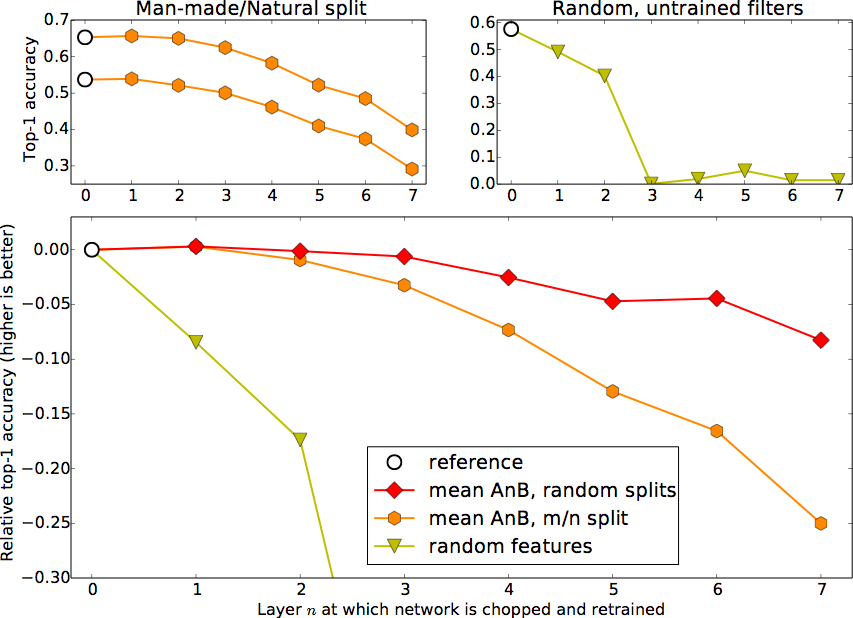 Man-made/Natural split
Top-1 accuracy
0.7
0.6
0.5
0.4
0.3
0 1 2 3 4 5 6 7
Random, untrained filters
0.6
0.5
0.4
0.3
0.2
0.1
0.0
0 1 2 3 4 5 6 7
Relative top-1 accuracy (higher is better)
0.00
−0.05
−0.10
−0.15
−0.20
−0.25
−0.30
reference
mean AnB, random splits
mean AnB, m/n split
random features
0 1 2 3 4 5 6 7
Layer n at which network is chopped and retrained